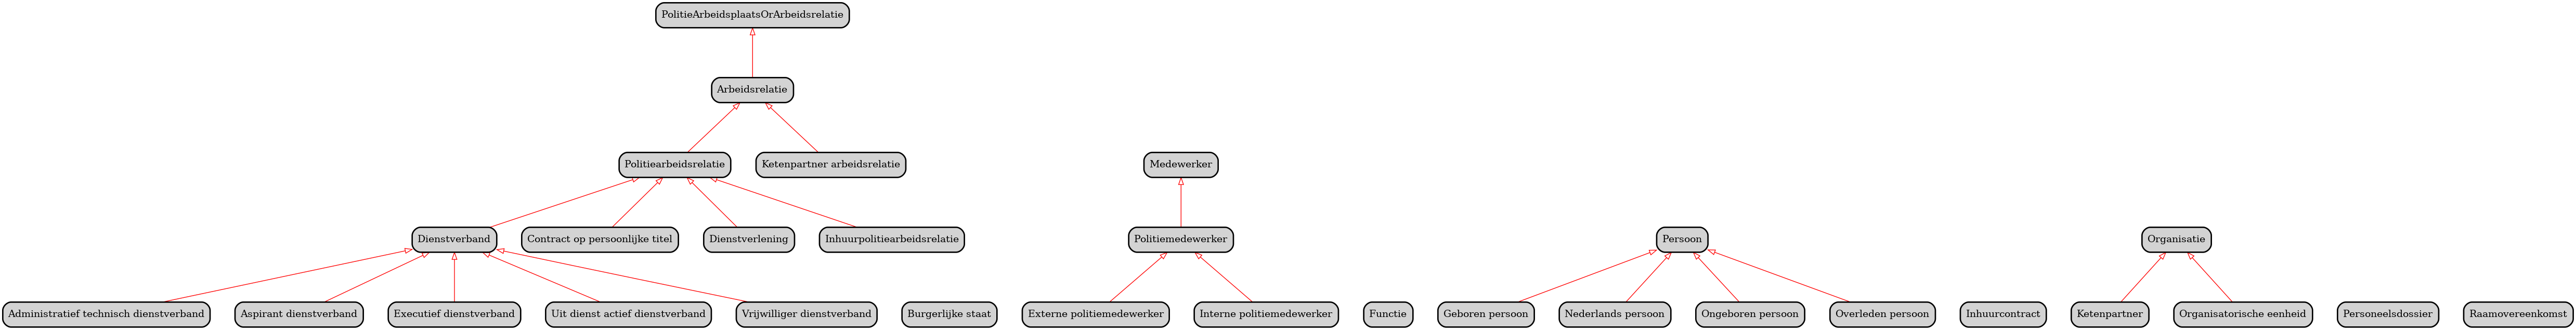 PolitieArbeidsplaatsOrArbeidsrelatie
Arbeidsrelatie
Politiearbeidsrelatie
Ketenpartner arbeidsrelatie
Medewerker
Dienstverband
Contract op persoonlijke titel
Dienstverlening
Inhuurpolitiearbeidsrelatie
Politiemedewerker
Persoon
Organisatie
Administratief technisch dienstverband
Aspirant dienstverband
Executief dienstverband
Uit dienst actief dienstverband
Vrijwilliger dienstverband
Burgerlijke staat
Externe politiemedewerker
Interne politiemedewerker
Functie
Geboren persoon
Nederlands persoon
Ongeboren persoon
Overleden persoon
Inhuurcontract
Ketenpartner
Organisatorische eenheid
Personeelsdossier
Raamovereenkomst